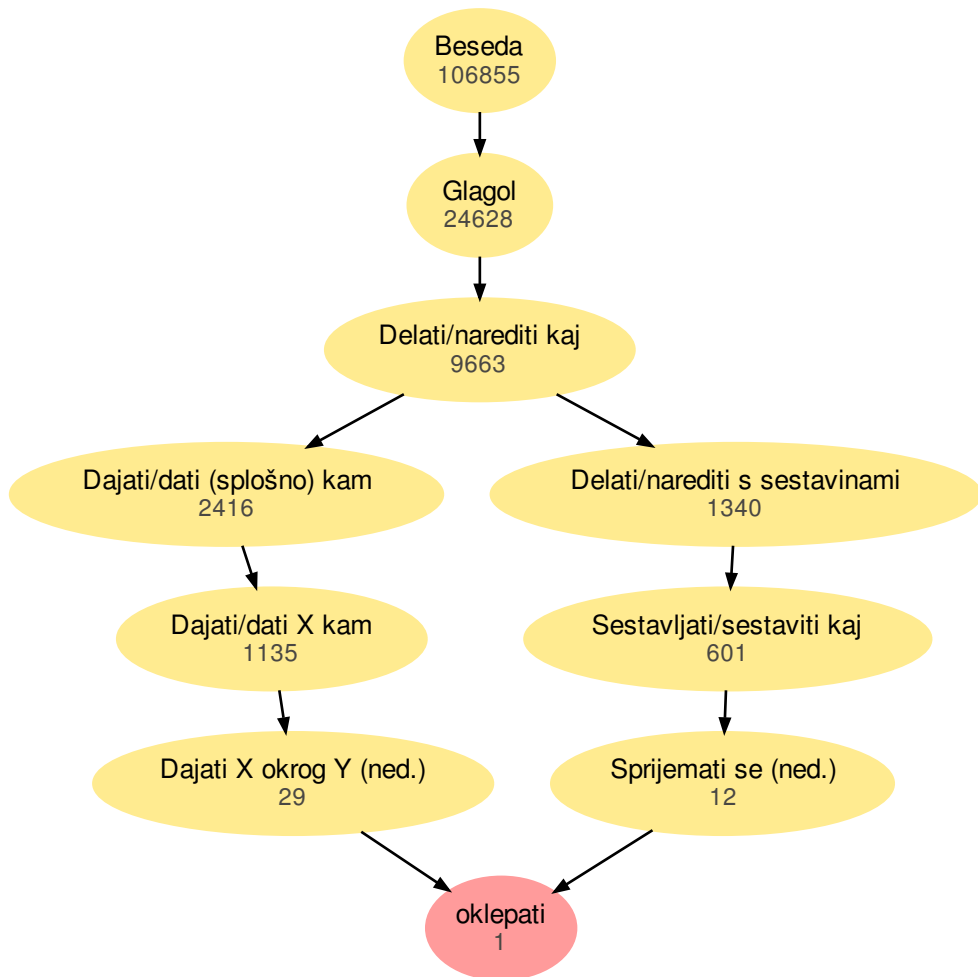 Beseda
106855
Glagol
24628
Delati/narediti kaj
9663
Dajati/dati (splošno) kam
2416
Delati/narediti s sestavinami
1340
Dajati/dati X kam
1135
Sestavljati/sestaviti kaj
601
Dajati X okrog Y (ned.)
29
Sprijemati se (ned.)
12
oklepati
1